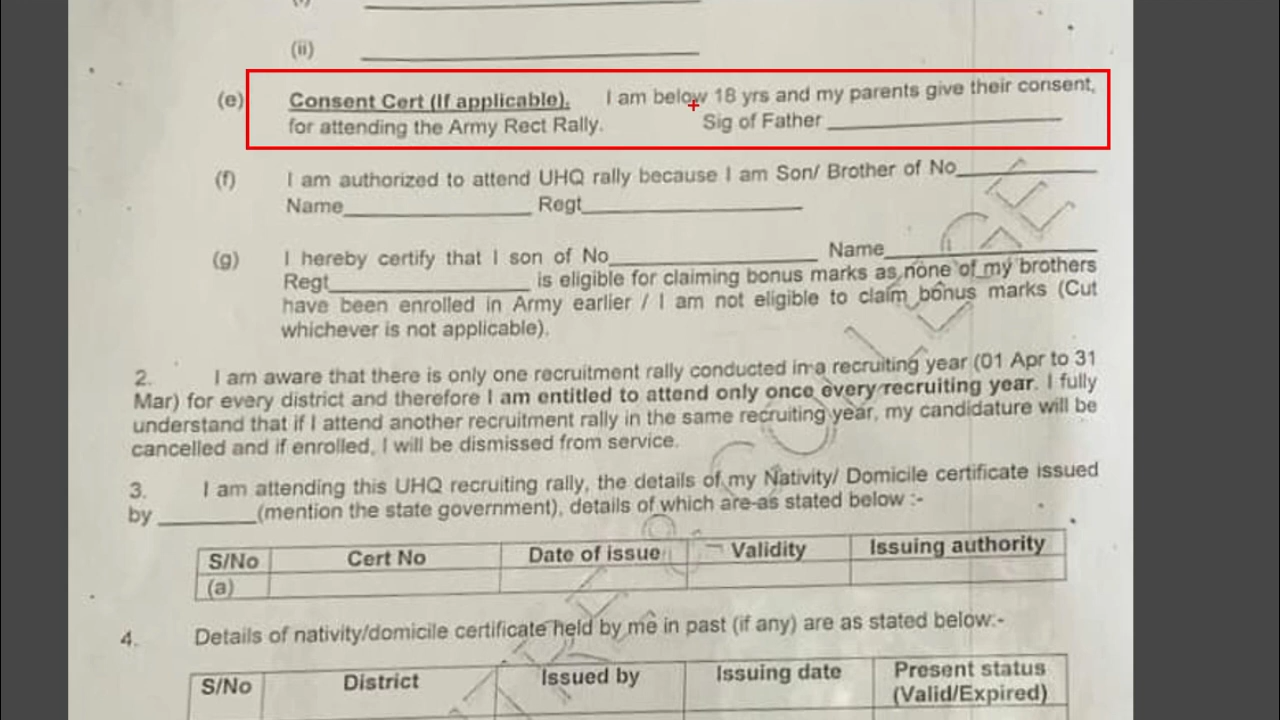 (ii) ____________
(e) Consent Cert (If applicable). I am below 18 yrs and my parents give their consent,
for attending the Army Rect Rally. Sig of Father ____________
(f) I am authorized to attend UHQ rally because I am Son/ Brother of No____________
Name____________ Regt____________
(g) I hereby certify that I son of No____________ Name____________
Regt____________ is eligible for claiming bonus marks as none of my brothers
have been enrolled in Army earlier / I am not eligible to claim bonus marks (Cut
whichever is not applicable).
2. I am aware that there is only one recruitment rally conducted in a recruiting year (01 Apr to 31
Mar) for every district and therefore I am entitled to attend only once every recruiting year. I fully
understand that if I attend another recruitment rally in the same recruiting year, my candidature will be
cancelled and if enrolled, I will be dismissed from service.
3. I am attending this UHQ recruiting rally, the details of my Nativity/ Domicile certificate issued
by ________(mention the state government), details of which are as stated below :-
S/No Cert No Date of issue Validity Issuing authority
(a)
4. Details of nativity/domicile certificate held by me in past (if any) are as stated below:-
S/No District Issued by Issuing date Present status
(Valid/Expired)